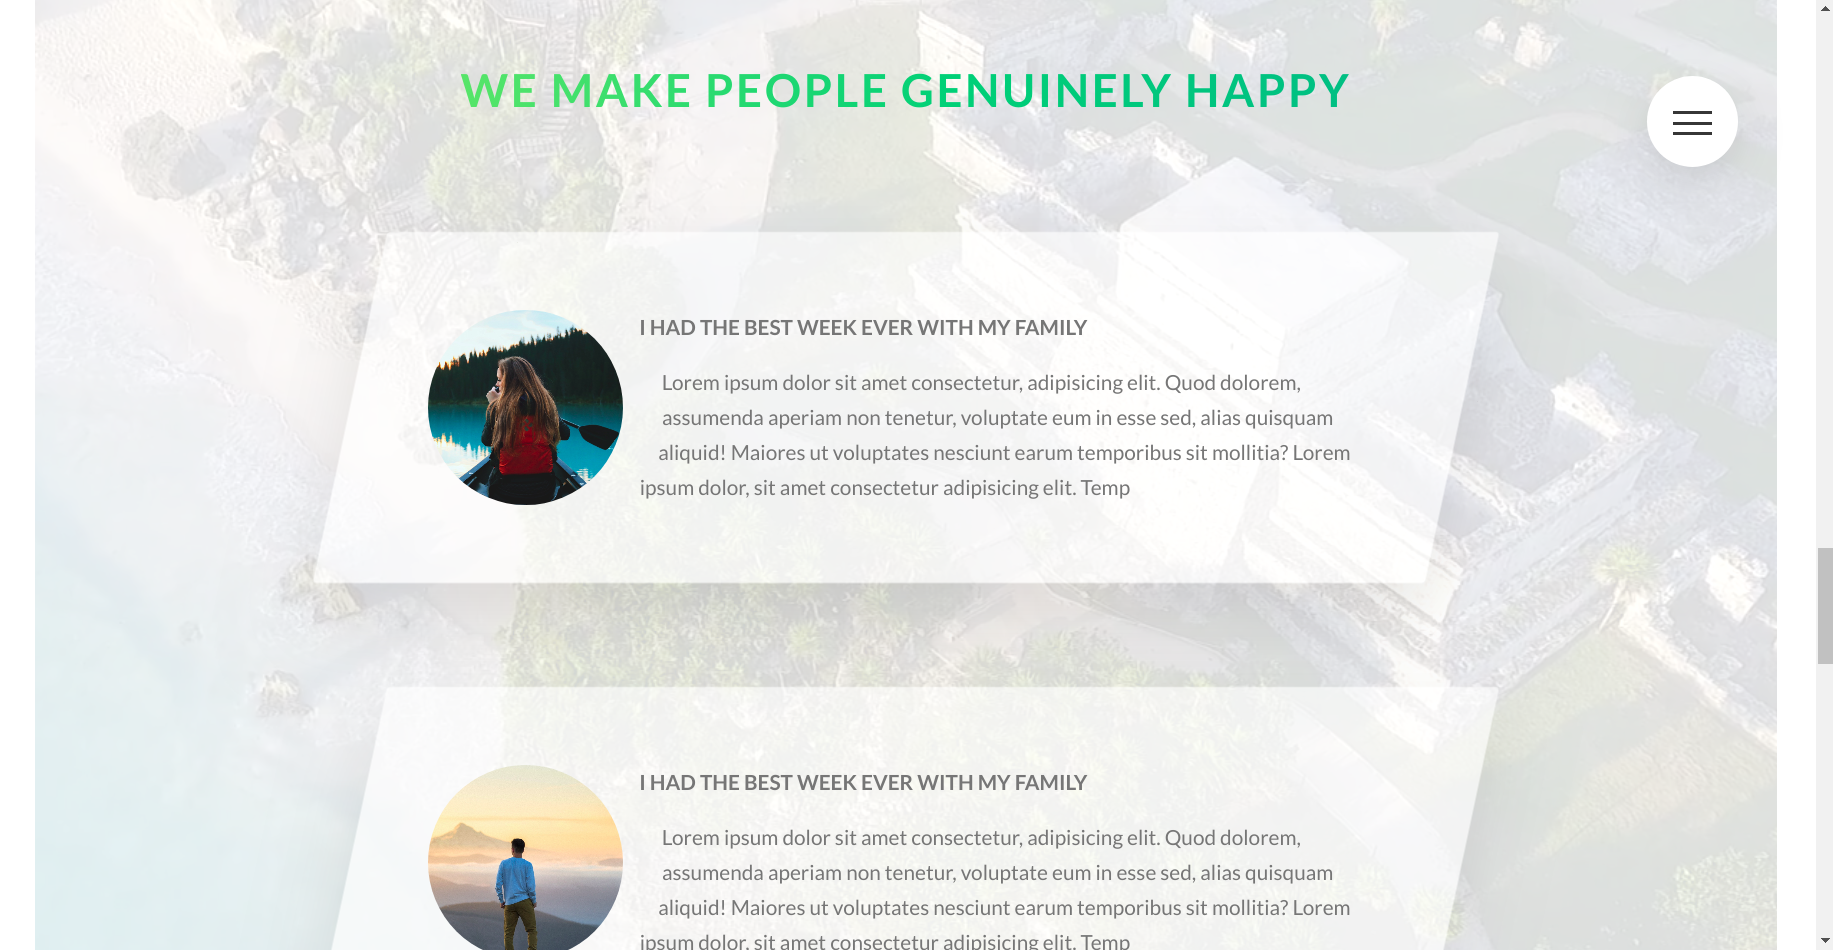 WE MAKE PEOPLE GENUINELY HAPPY
I HAD THE BEST WEEK EVER WITH MY FAMILY
Lorem ipsum dolor sit amet consectetur, adipisicing elit. Quod dolorem,
assumenda aperiam non tenetur, voluptate eum in esse sed, alias quisquam
aliquid! Maiores ut voluptates nesciunt earum temporibus sit mollitia? Lorem
ipsum dolor, sit amet consectetur adipisicing elit. Temp
I HAD THE BEST WEEK EVER WITH MY FAMILY
Lorem ipsum dolor sit amet consectetur, adipisicing elit. Quod dolorem,
assumenda aperiam non tenetur, voluptate eum in esse sed, alias quisquam
aliquid! Maiores ut voluptates nesciunt earum temporibus sit mollitia? Lorem
ipsum dolor, sit amet consectetur adipisicing elit. Temp